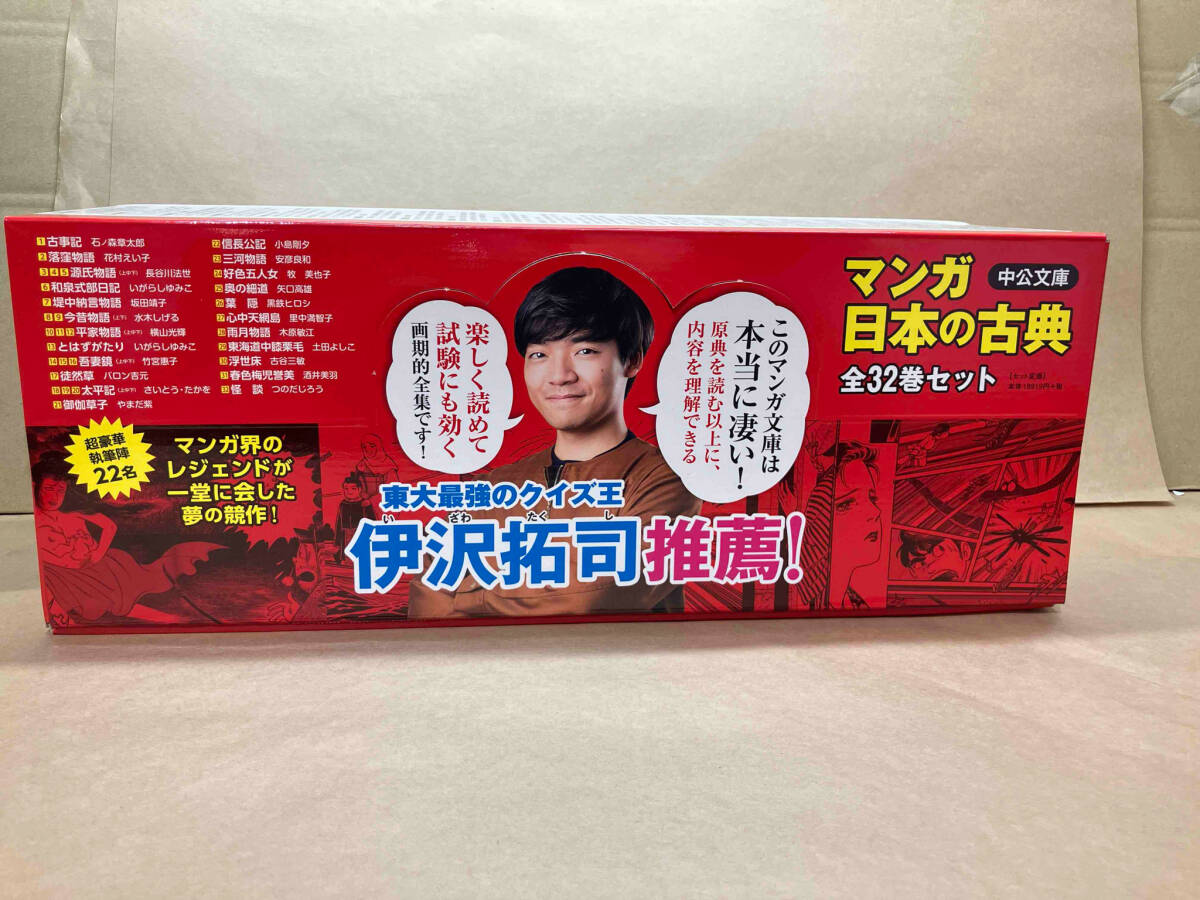 1 古事記 石ノ森章太郎
2 落窪物語 花村えい子
3 4 5 源氏物語(上中下) 長谷川法世
6 和泉式部日記 いがらしゆみこ
7 堤中納言物語 坂田靖子
8 9 今昔物語(上下) 水木しげる
10 11 12 平家物語(上中下) 横山光輝
13 とはずがたり いがらしゆみこ
14 15 16 吾妻鏡(上中下) 竹宮惠子
17 徒然草 バロン吉元
18 19 20 太平記(上中下) さいとう・たかを
21 御伽草子 やまだ紫
22 信長公記 小島剛夕
23 三河物語 安彦良和
24 好色五人女 牧 美也子
25 奥の細道 矢口高雄
26 葉 隠 黒鉄ヒロシ
27 心中天網島 里中満智子
28 雨月物語 木原敏江
29 東海道中膝栗毛 土田よしこ
30 浮世床 古谷三敏
31 春色梅児誉美 酒井美羽
32 怪 談 つのだじろう
超豪華
執筆陣
22名
マンガ界の
レジェンドが
一堂に会した
夢の競作!
このマンガ文庫は
本当に凄い!
原典を読む以上に、
内容を理解できる
楽しく読めて
試験にも効く
画期的全集です!
東大最強のクイズ王
い ざわ たく し
伊沢拓司推薦!
マンガ
日本の古典
中公文庫
全32巻セット
[セット定価]
本体18919円+税